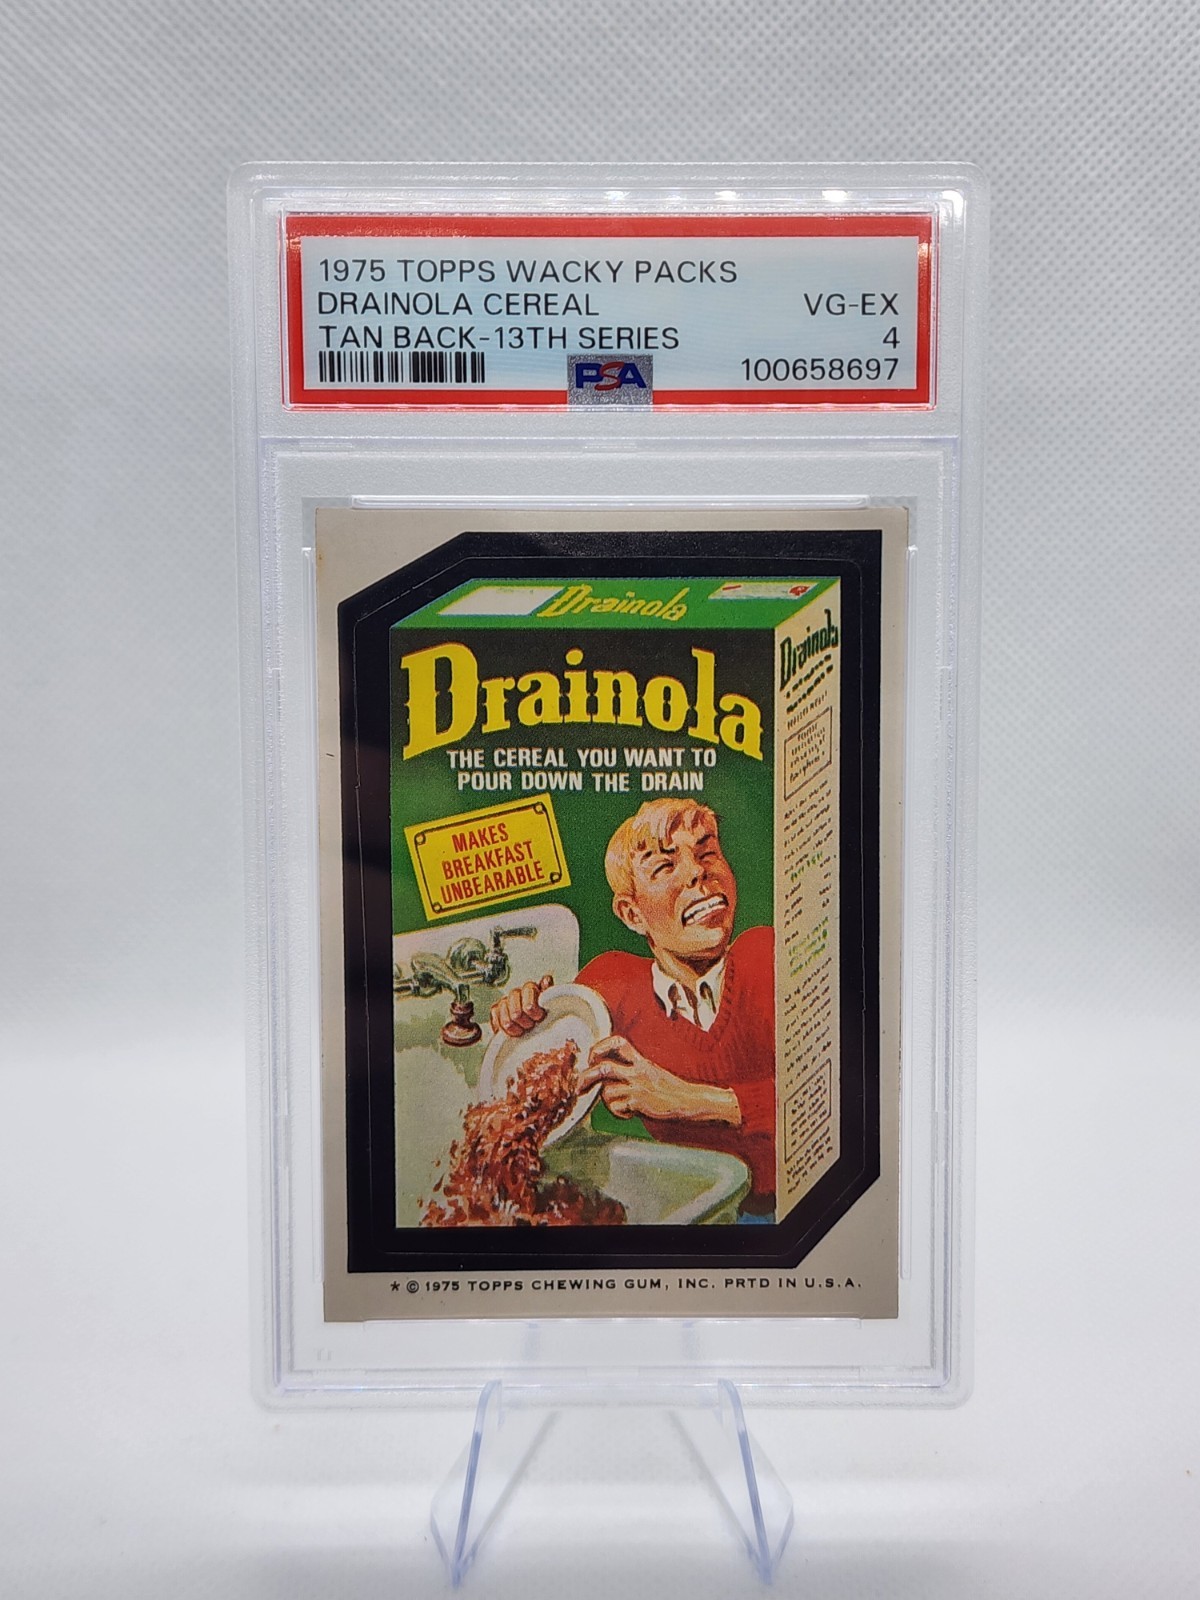 1975 TOPPS WACKY PACKS
DRAINOLA CEREAL VG-EX
TAN BACK-13TH SERIES 4
PSA 100658697
Drainola
Drainola
Drainola
THE CEREAL YOU WANT TO
POUR DOWN THE DRAIN
MAKES
BREAKFAST
UNBEARABLE
* © 1975 TOPPS CHEWING GUM, INC. PRTD IN U.S.A.